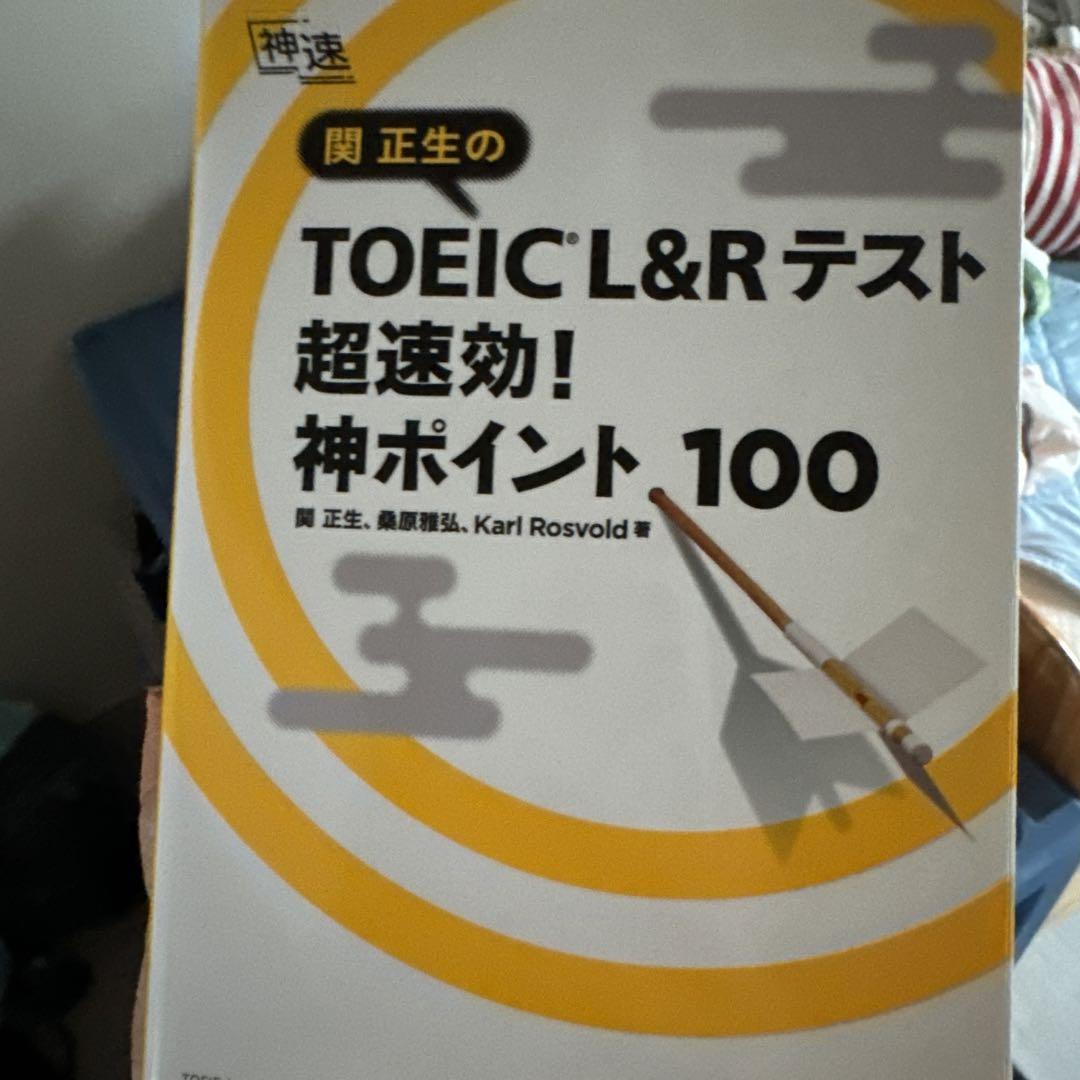 神速
関 正生の
TOEIC® L&R テスト
超速効!
神ポイント 100
関 正生、桑原雅弘、Karl Rosvold 著